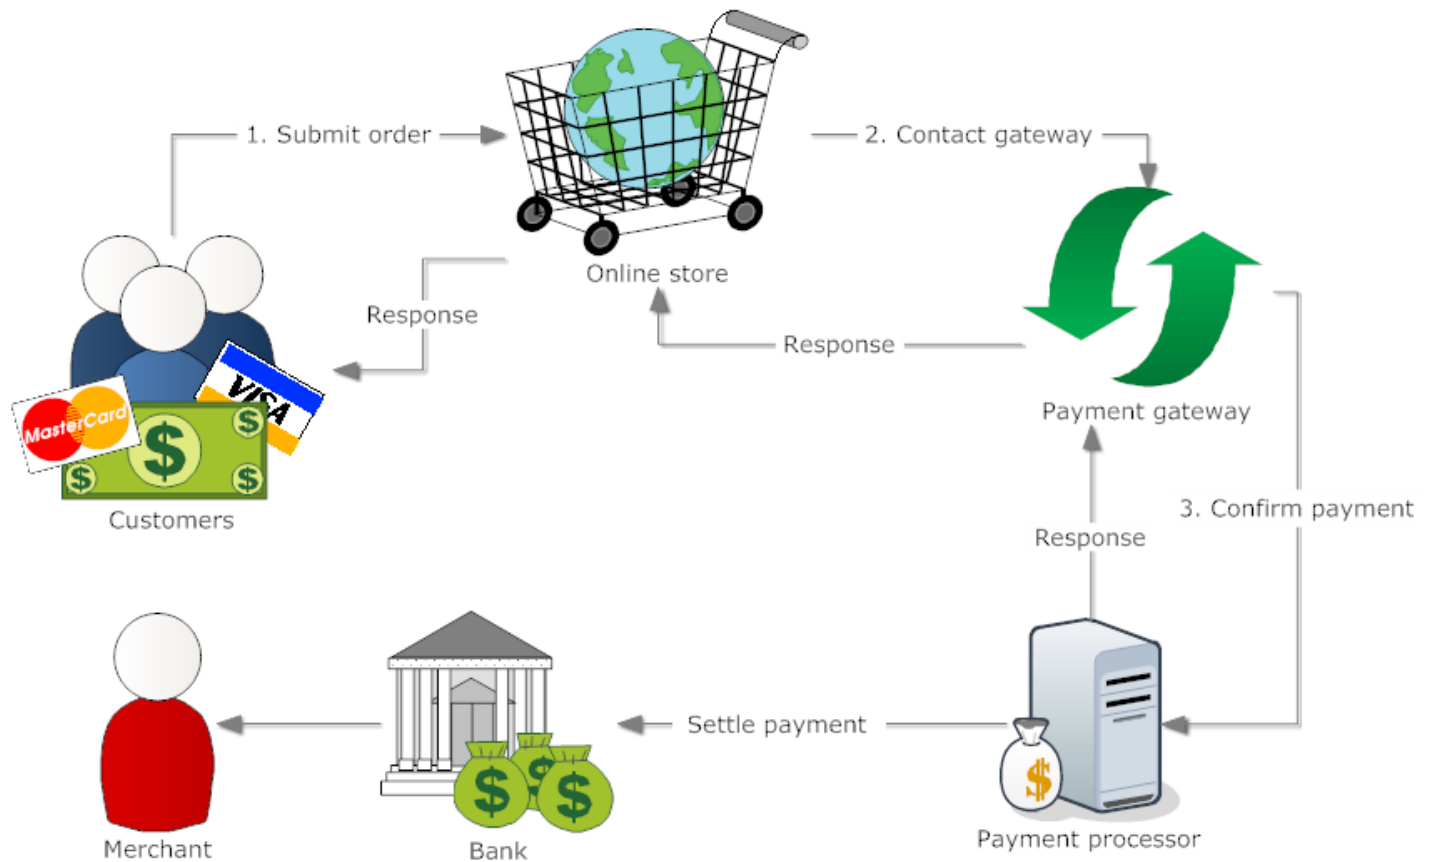 1. Submit order
2. Contact gateway
Online store
Response
Response
VISA
MasterCard
$
$
$
$
Payment gateway
Customers
3. Confirm payment
Response
Settle payment
$
$
$
$
Payment processor
Merchant
Bank